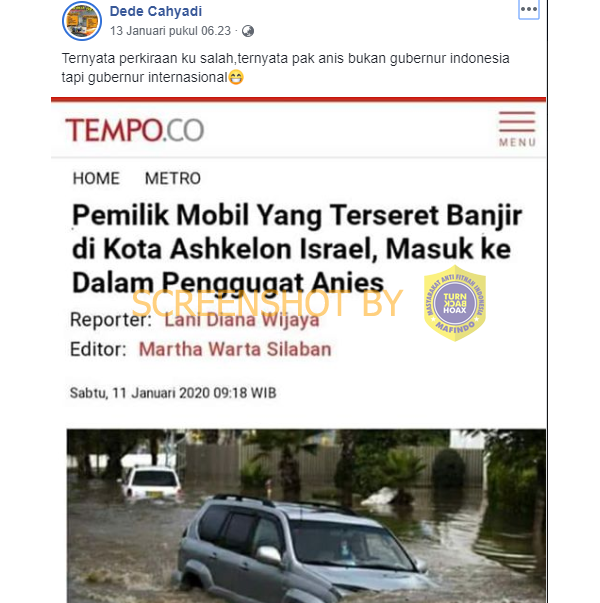 Dede Cahyadi
13 Januari pukul 06.23 ·
Ternyata perkiraan ku salah,ternyata pak anis bukan gubernur indonesia
tapi gubernur internasional😁
TEMPO.CO
MENU
HOME METRO
Pemilik Mobil Yang Terseret Banjir
di Kota Ashkelon Israel, Masuk ke
Dalam Penggugat Anies
SCREENSHOT BY
MASYARAKAT ANTI FITNAH INDONESIA
TURN
BACK
HOAX
MAFINDO
Reporter: Lani Diana Wijaya
Editor: Martha Warta Silaban
Sabtu, 11 Januari 2020 09:18 WIB